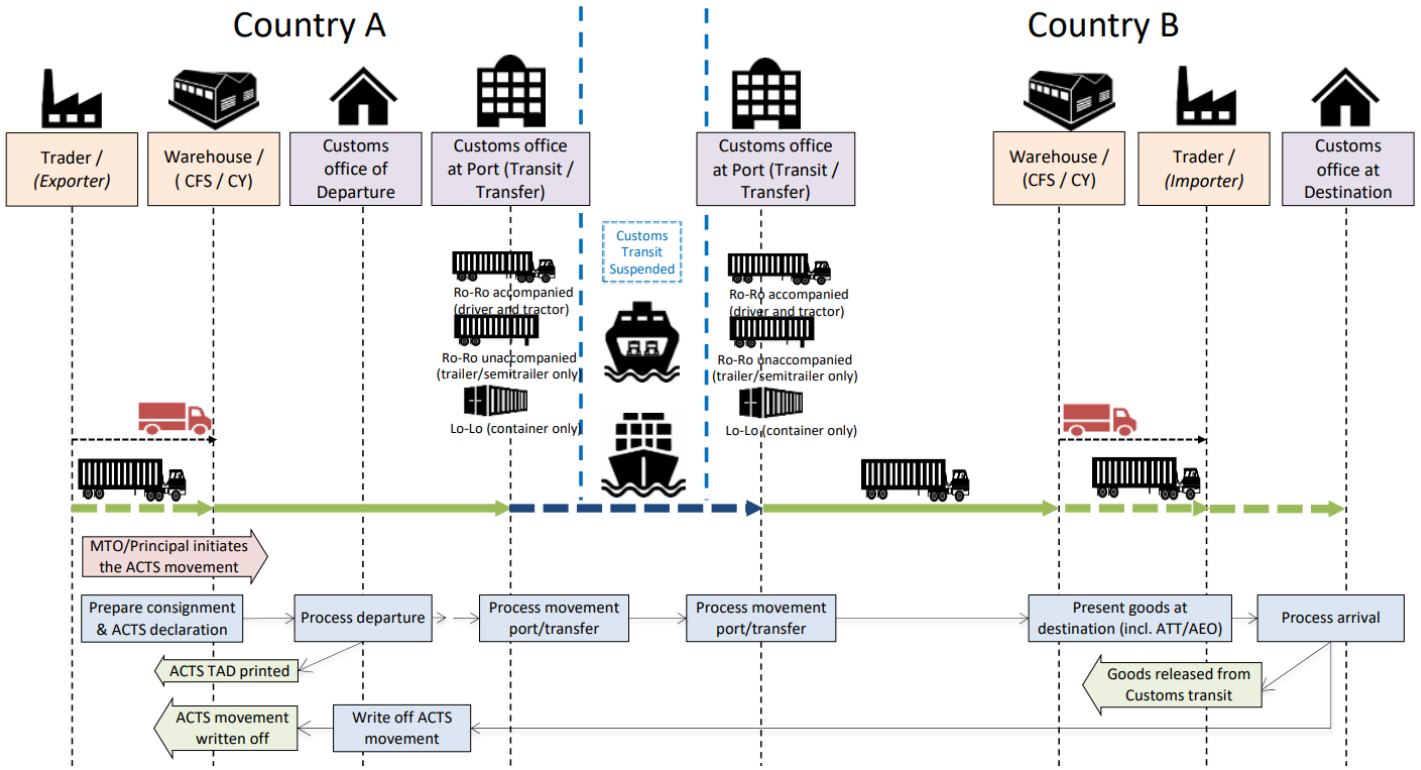 Country A
Country B
Trader /
(Exporter)
Warehouse /
( CFS / CY)
Customs
office of
Departure
Customs office
at Port (Transit /
Transfer)
Customs office
at Port (Transit /
Transfer)
Warehouse /
(CFS / CY)
Trader /
(Importer)
Customs
office at
Destination
Customs
Transit
Suspended
Ro-Ro accompanied
(driver and tractor)
Ro-Ro unaccompanied
(trailer/semitrailer only)
Lo-Lo (container only)
Ro-Ro accompanied
(driver and tractor)
Ro-Ro unaccompanied
(trailer/semitrailer only)
Lo-Lo (container only)
MTO/Principal initiates
the ACTS movement
Prepare consignment
& ACTS declaration
Process departure
Process movement
port/transfer
Process movement
port/transfer
Present goods at
destination (incl. ATT/AEO)
Process arrival
ACTS TAD printed
Goods released from
Customs transit
ACTS movement
written off
Write off ACTS
movement